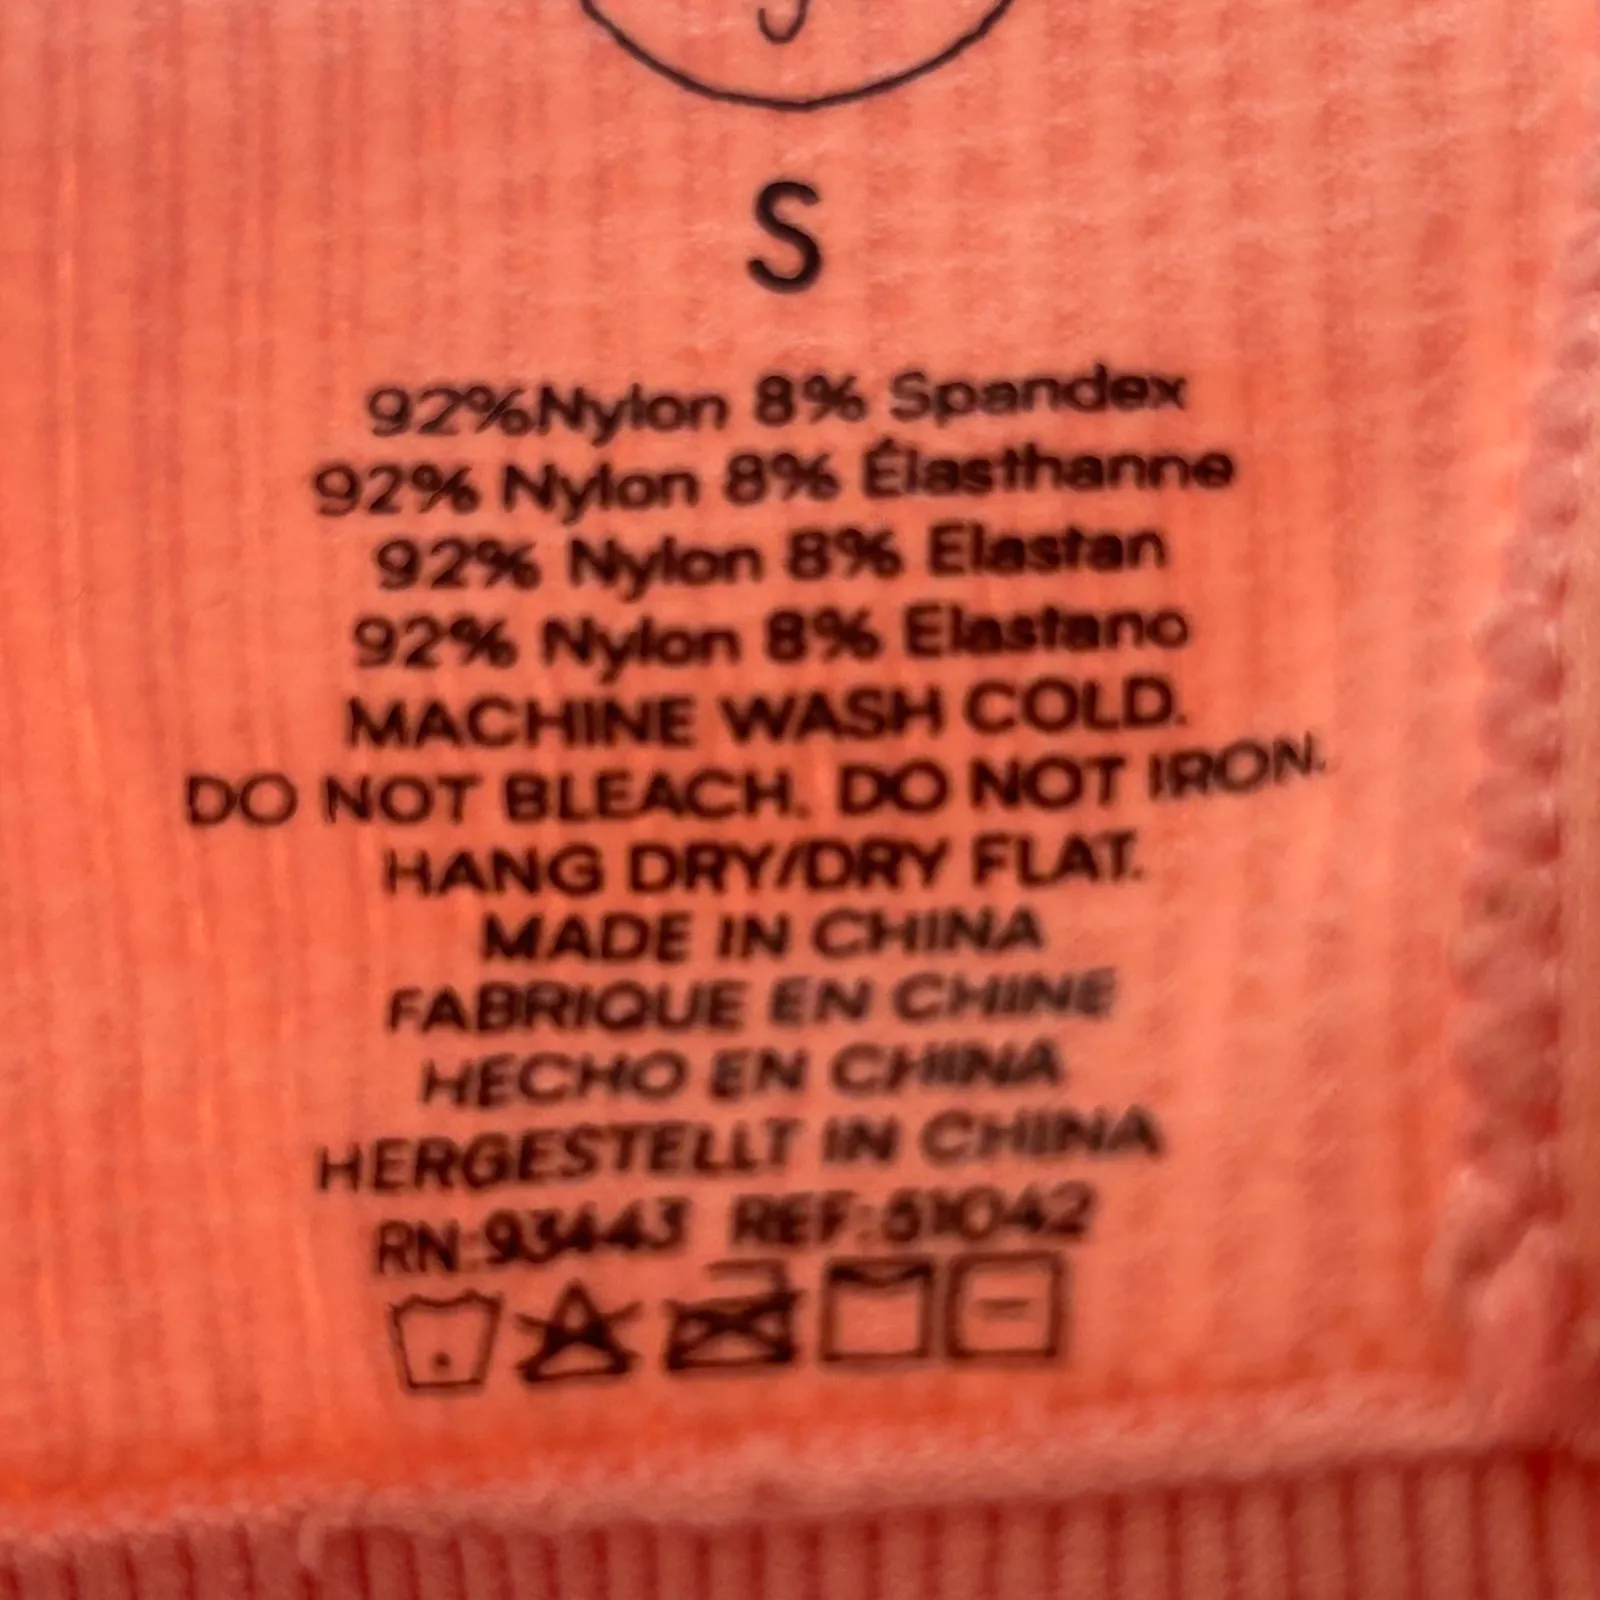 S
92%Nylon 8% Spandex
92% Nylon 8% Élasthanne
92% Nylon 8% Elastan
92% Nylon 8% Elastano
MACHINE WASH COLD.
DO NOT BLEACH. DO NOT IRON.
HANG DRY/DRY FLAT.
MADE IN CHINA
FABRIQUE EN CHINE
HECHO EN CHINA
HERGESTELLT IN CHINA
RN:93443 REF:51042